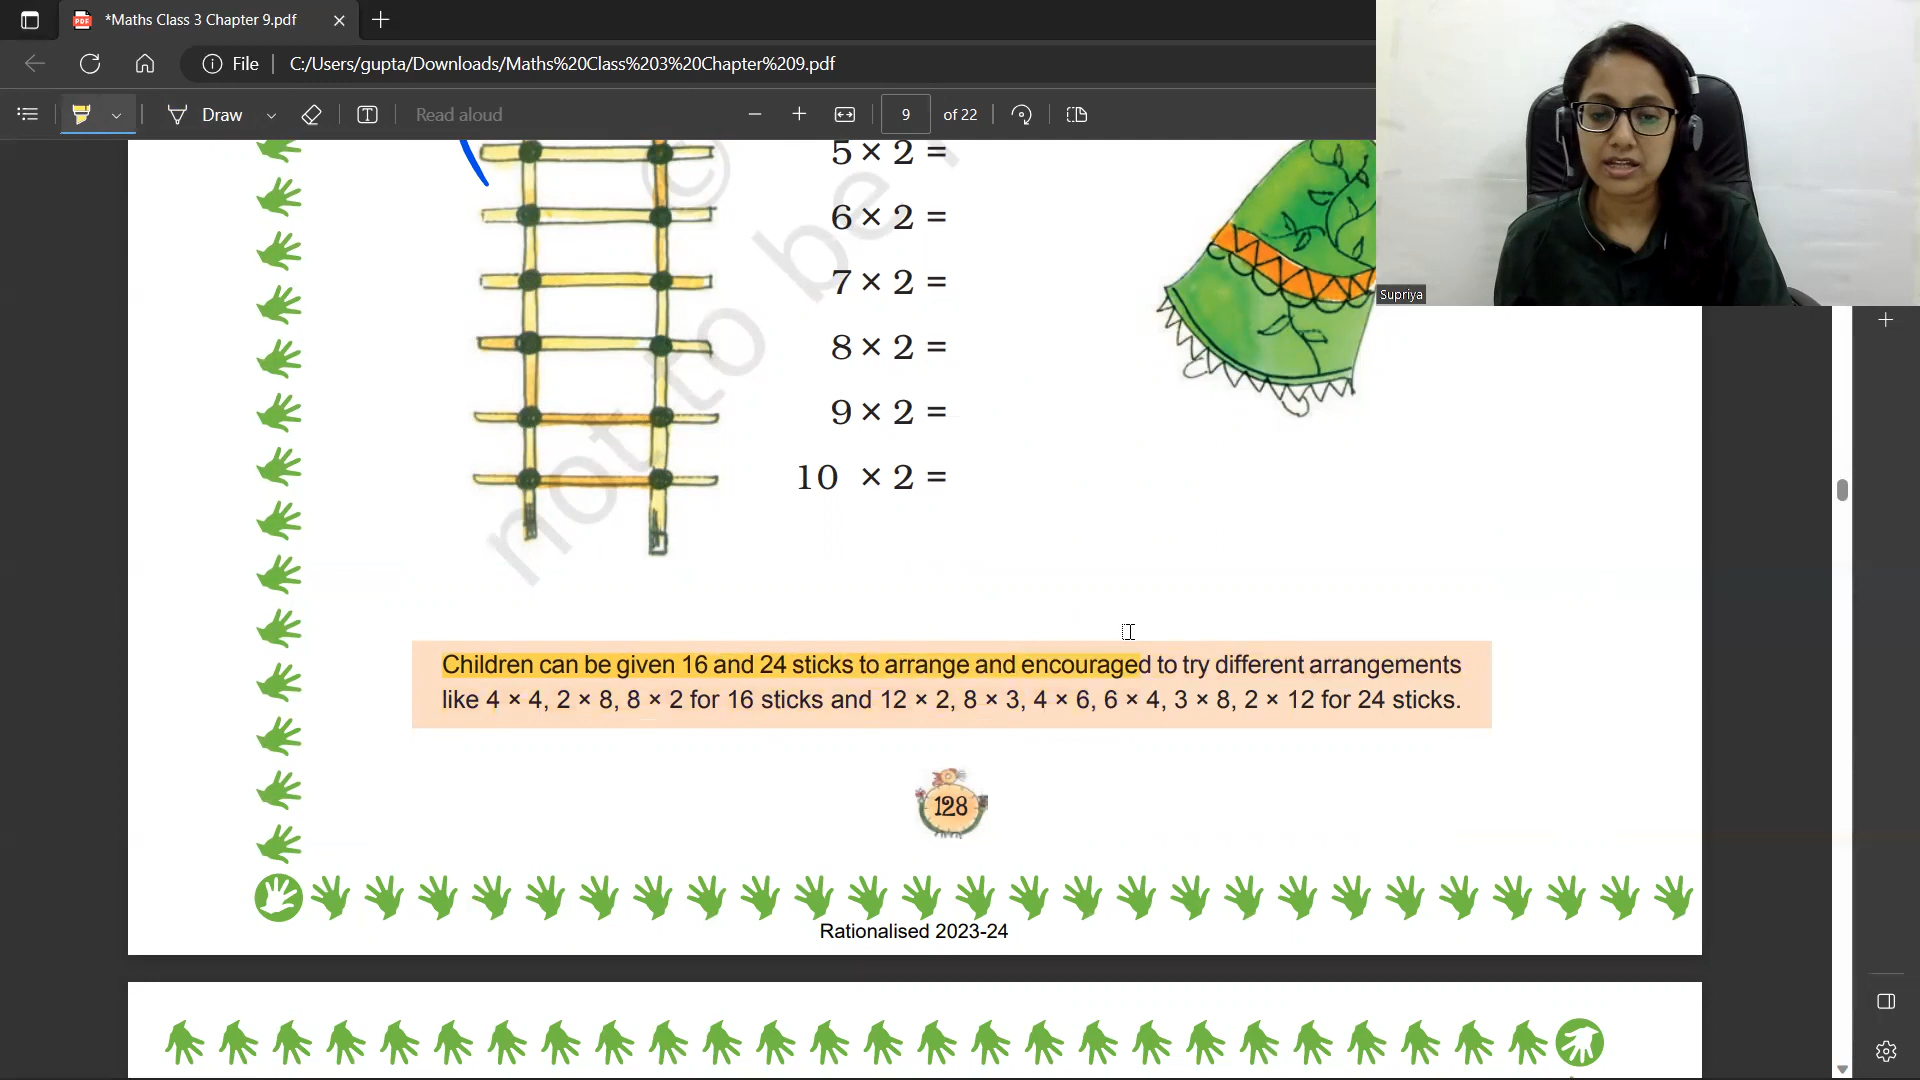 *Maths Class 3 Chapter 9.pdf
File
C:/Users/gupta/Downloads/Maths%20Class%203%20Chapter%209.pdf
Draw
Read aloud
9 of 22
Supriya
5 × 2 =
6 × 2 =
7 × 2 =
8 × 2 =
9 × 2 =
10 × 2 =
©
not to be r
Children can be given 16 and 24 sticks to arrange and encouraged to try different arrangements
like 4 × 4, 2 × 8, 8 × 2 for 16 sticks and 12 × 2, 8 × 3, 4 × 6, 6 × 4, 3 × 8, 2 × 12 for 24 sticks.
128
Rationalised 2023-24